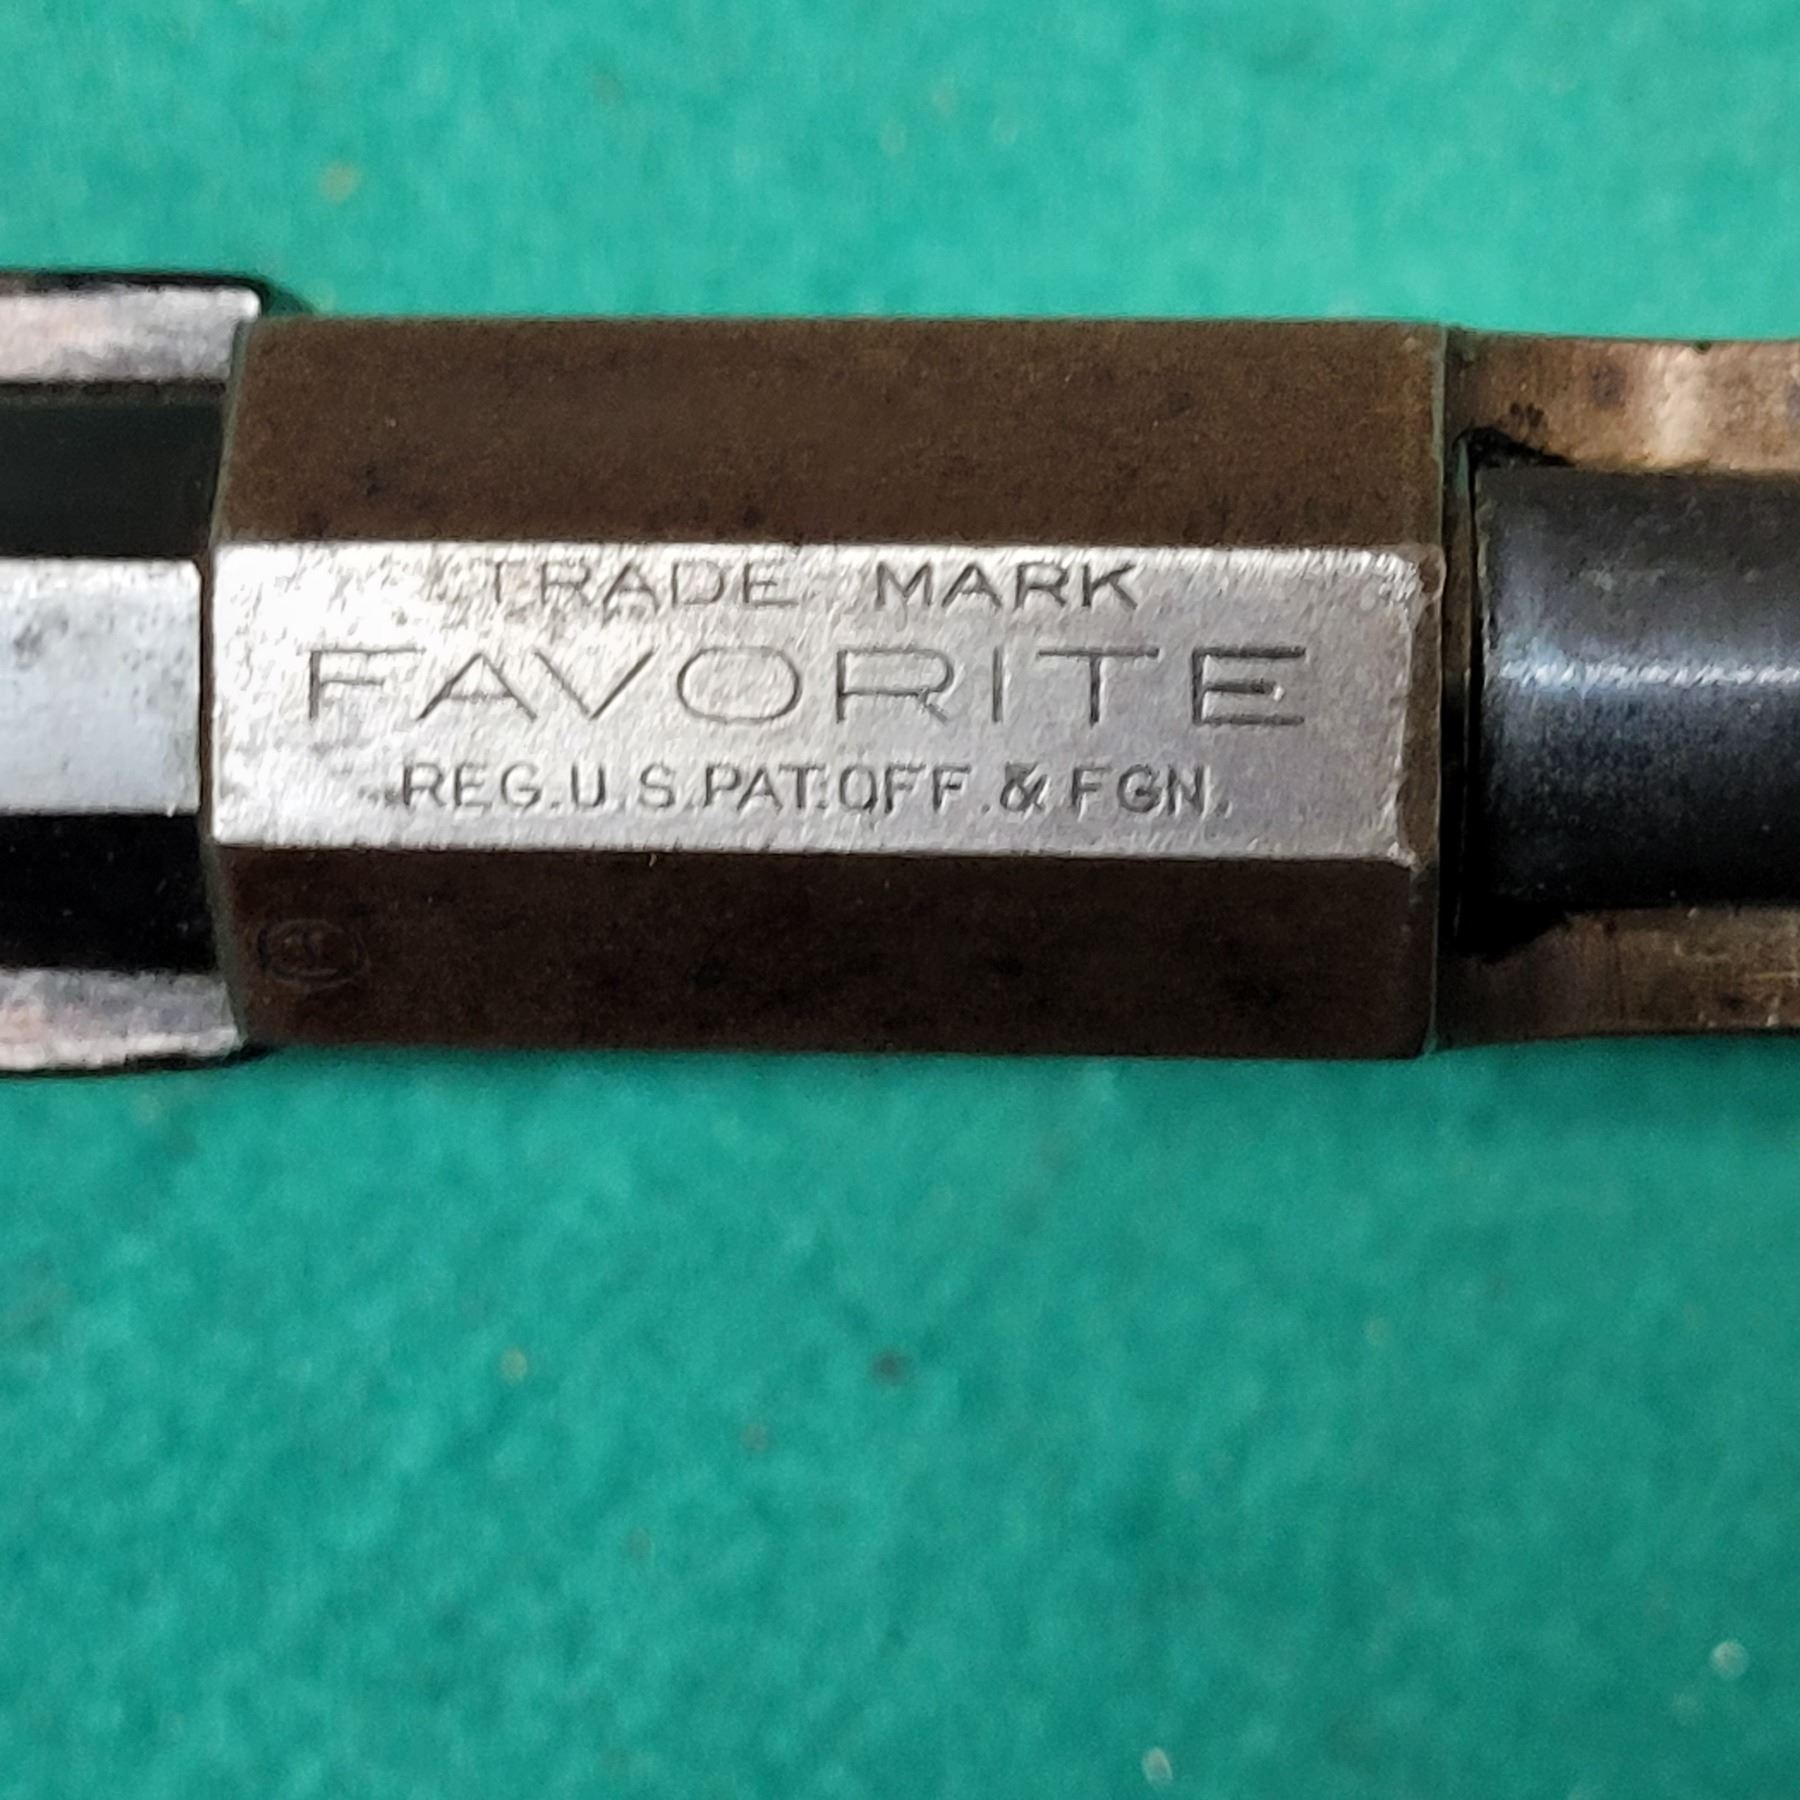 TRADE MARK
FAVORITE
REG.U.S.PAT.OFF.& FGN.